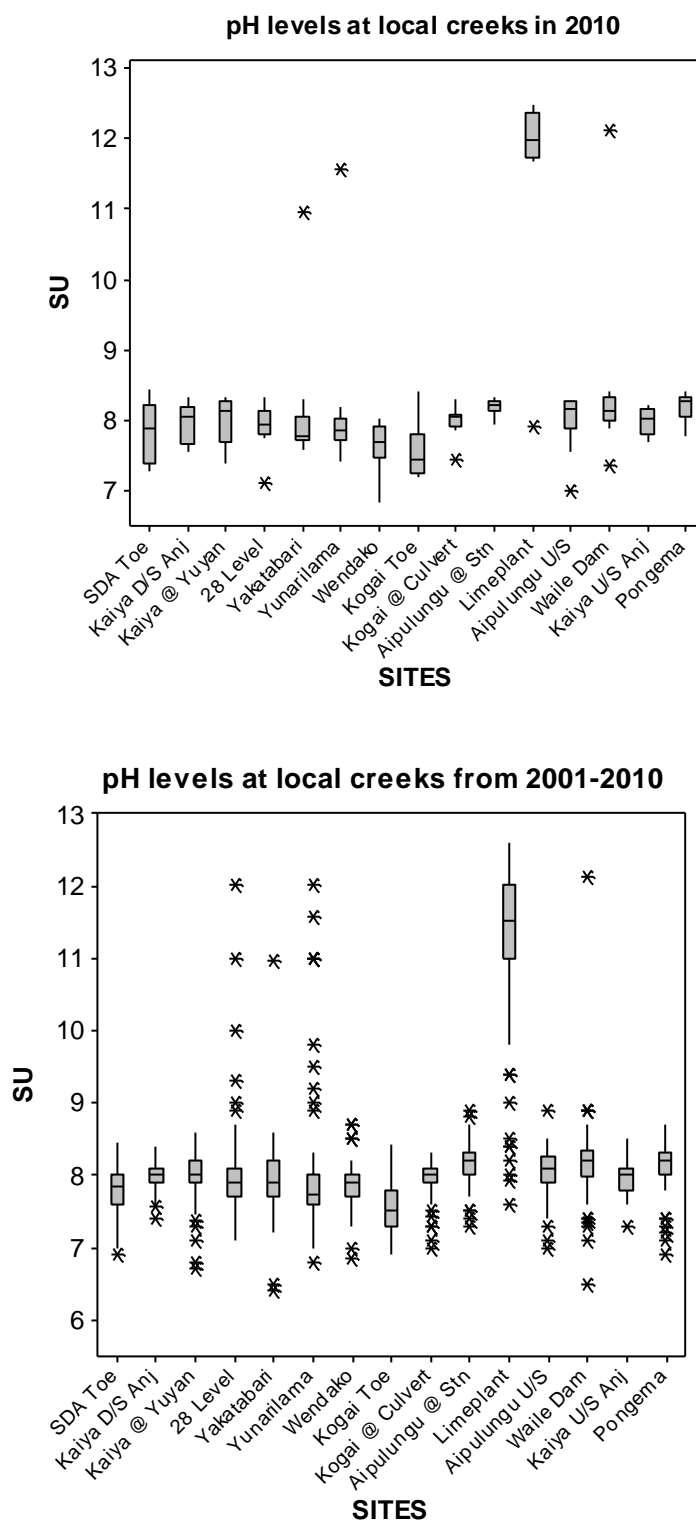 pH levels at local creeks in 2010
13
12
11
10
9
8
7
SU
SDA Toe
Kaiya D/S Anj
Kaiya @ Yuyan
28 Level
Yakatabari
Yunarilama
Wendako
Kogai Toe
Kogai @ Culvert
Aipulungu @ Stn
Limeplant
Aipulungu U/S
Waile Dam
Kaiya U/S Anj
Pongema
SITES
pH levels at local creeks from 2001-2010
13
12
11
10
9
8
7
6
SU
SDA Toe
Kaiya D/S Anj
Kaiya @ Yuyan
28 Level
Yakatabari
Yunarilama
Wendako
Kogai Toe
Kogai @ Culvert
Aipulungu @ Stn
Limeplant
Aipulungu U/S
Waile Dam
Kaiya U/S Anj
Pongema
SITES